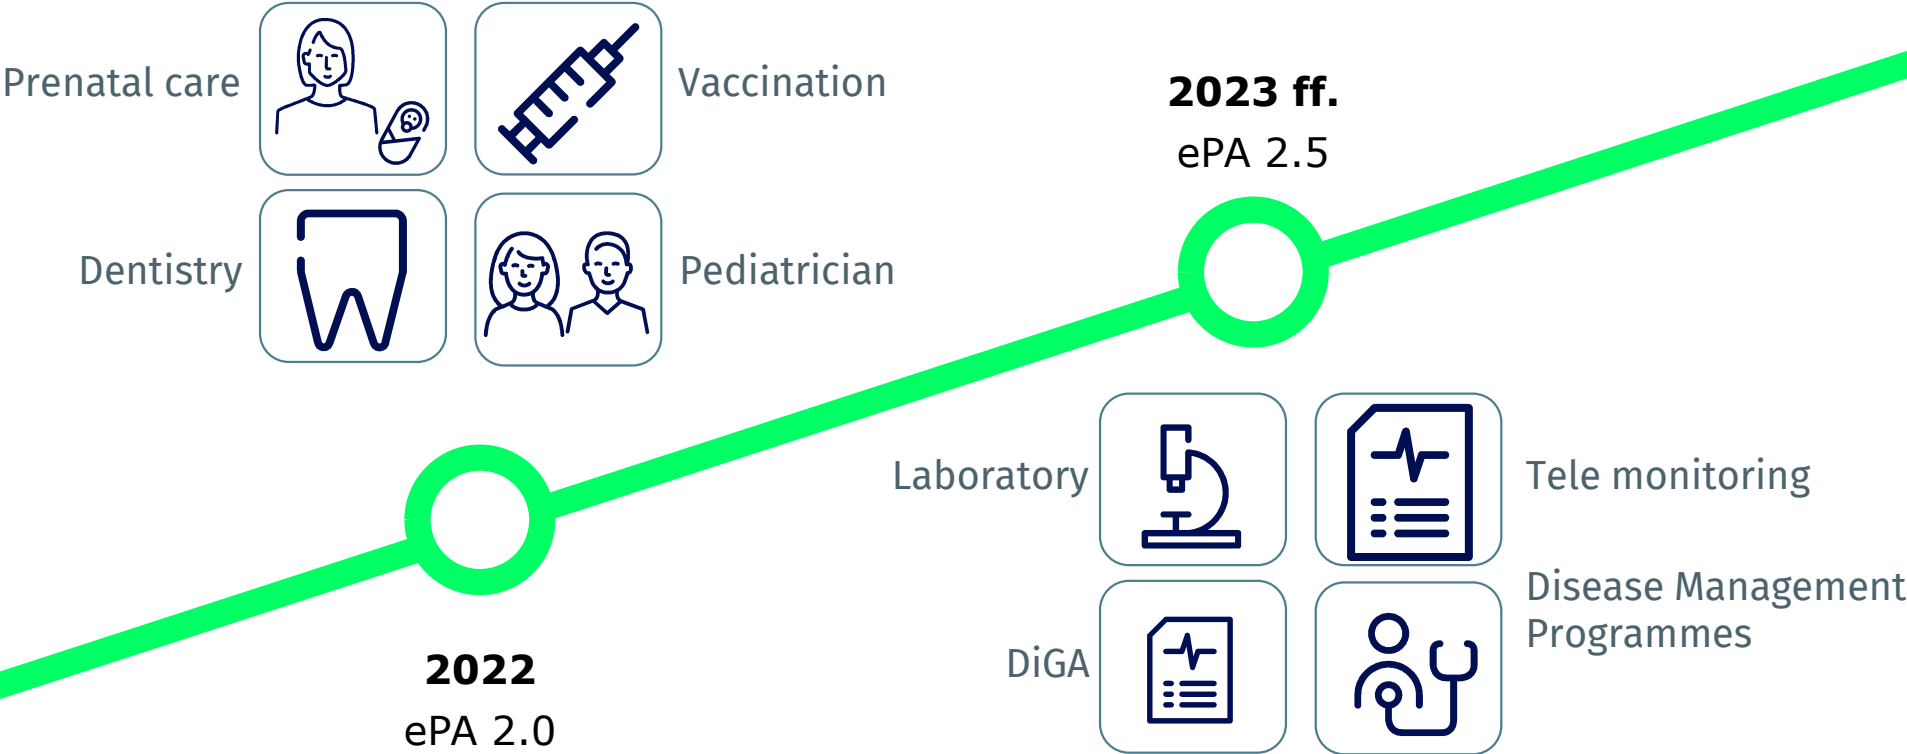 Prenatal care
Vaccination
Dentistry
Pediatrician
2022
ePA 2.0
2023 ff.
ePA 2.5
Laboratory
Tele monitoring
DiGA
Disease Management
Programmes